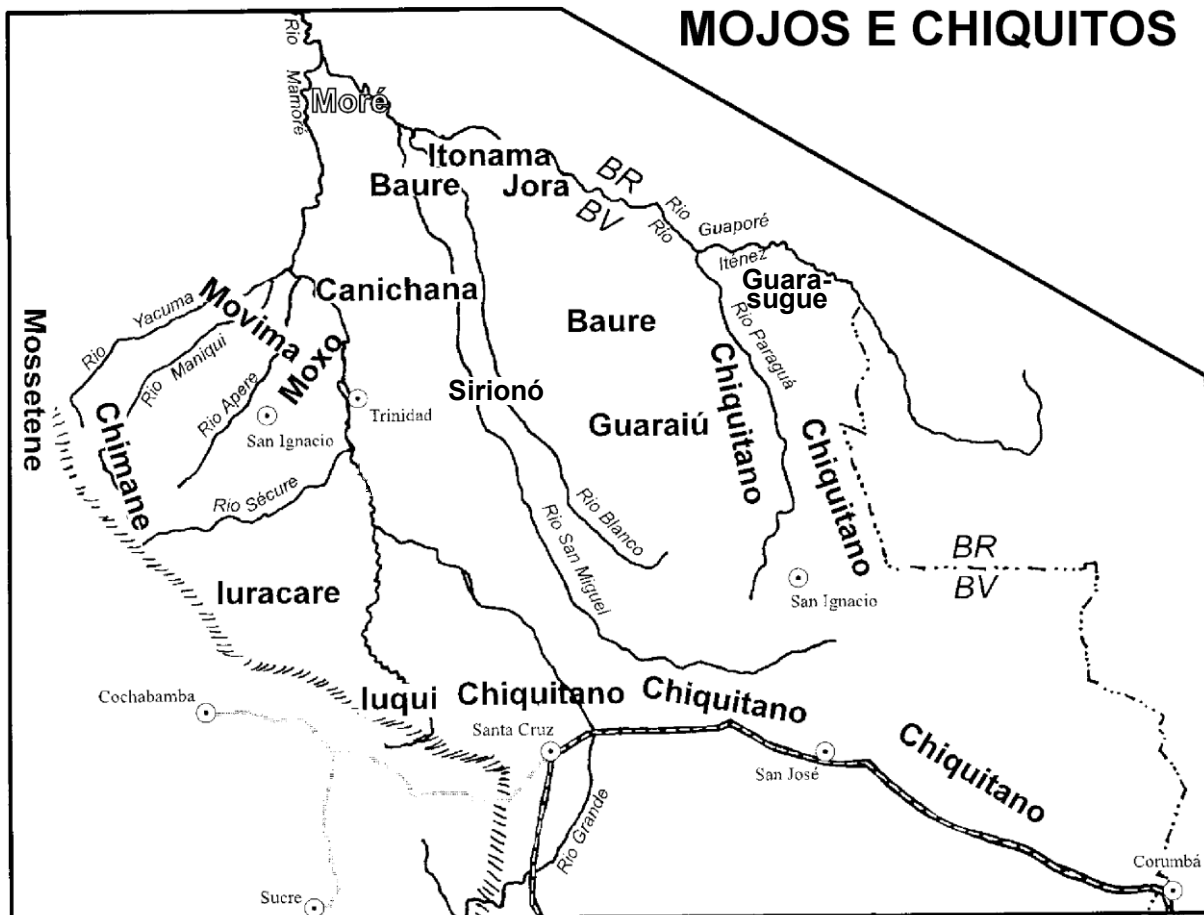 MOJOS E CHIQUITOS
Rio
Mamoré
Moré
Itonama
Baure
Jora
BR
BV
Rio
Guaporé
Rio
Iténez
Guara-
sugue
Canichana
Baure
Movima
Moxo
Rio
Yacuma
Rio Maniqui
Rio Apere
Mossetene
Chimane
San Ignacio
Trinidad
Rio Sécure
Sirionó
Guaraiú
Rio Paraguá
Chiquitano
Chiquitano
Rio Blanco
Rio San Miguel
San Ignacio
BR
BV
Iuracare
Cochabamba
Iuqui
Chiquitano
Chiquitano
Chiquitano
Santa Cruz
San José
Rio Grande
Sucre
Corumbá